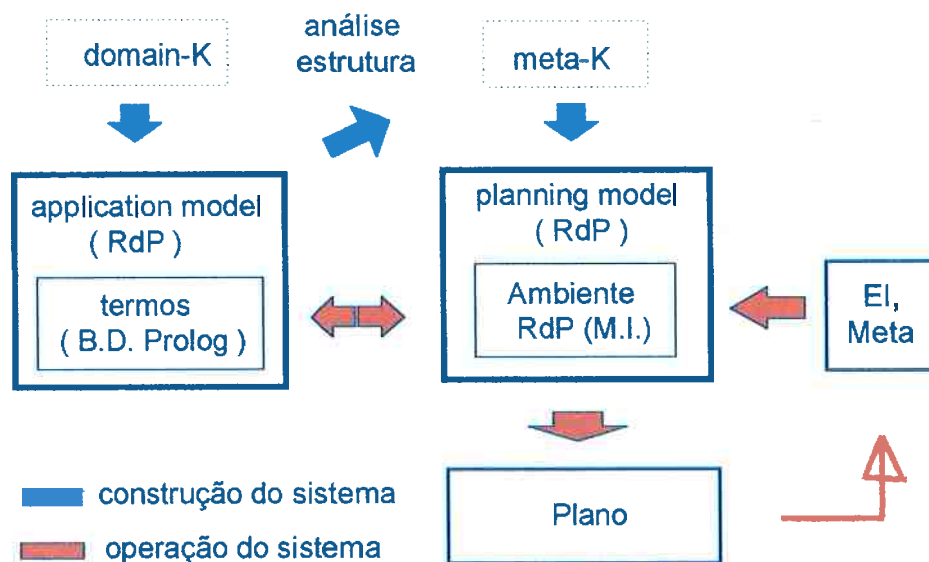 domain-K
análise
estrutura
meta-K
application model
( RdP )
termos
( B.D. Prolog )
planning model
( RdP )
Ambiente
RdP (M.I.)
EI,
Meta
Plano
construção do sistema
operação do sistema